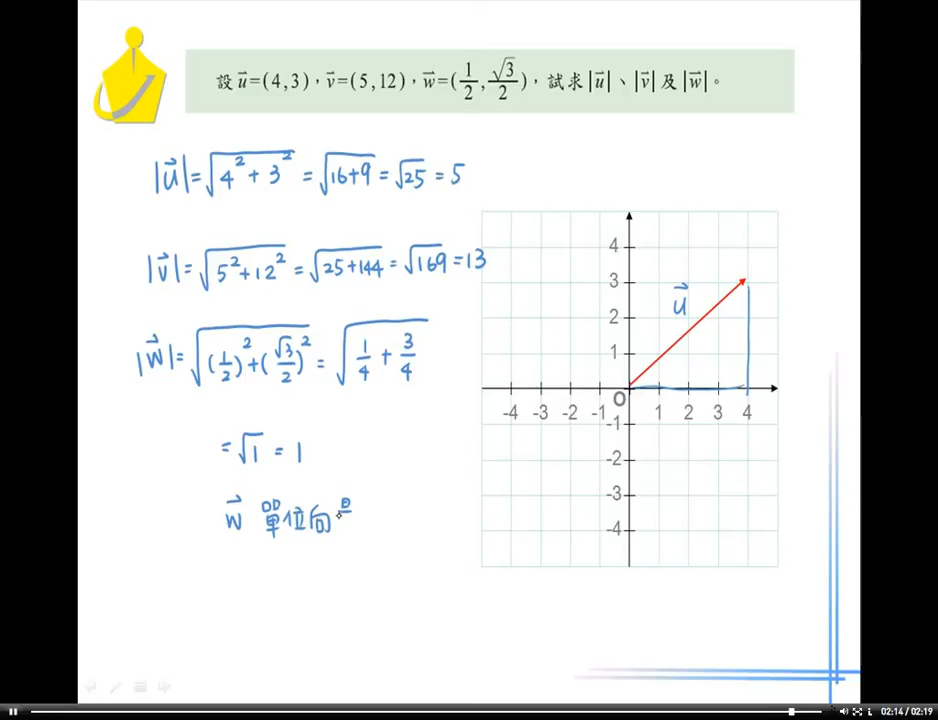 設 u⃗=(4,3)，v⃗=(5,12)，w⃗=(1/2, √3/2)，試求|u⃗|、|v⃗|及|w⃗|。
|u⃗|=√(4²+3²)=√(16+9)=√25=5
|v⃗|=√(5²+12²)=√(25+144)=√169=13
|w⃗|=√((1/2)²+(√3/2)²)=√(1/4+3/4)
=√1=1
w⃗ 單位向
4
3
u⃗
2
1
O
-4 -3 -2 -1 1 2 3 4
-1
-2
-3
-4
02:14 / 02:19